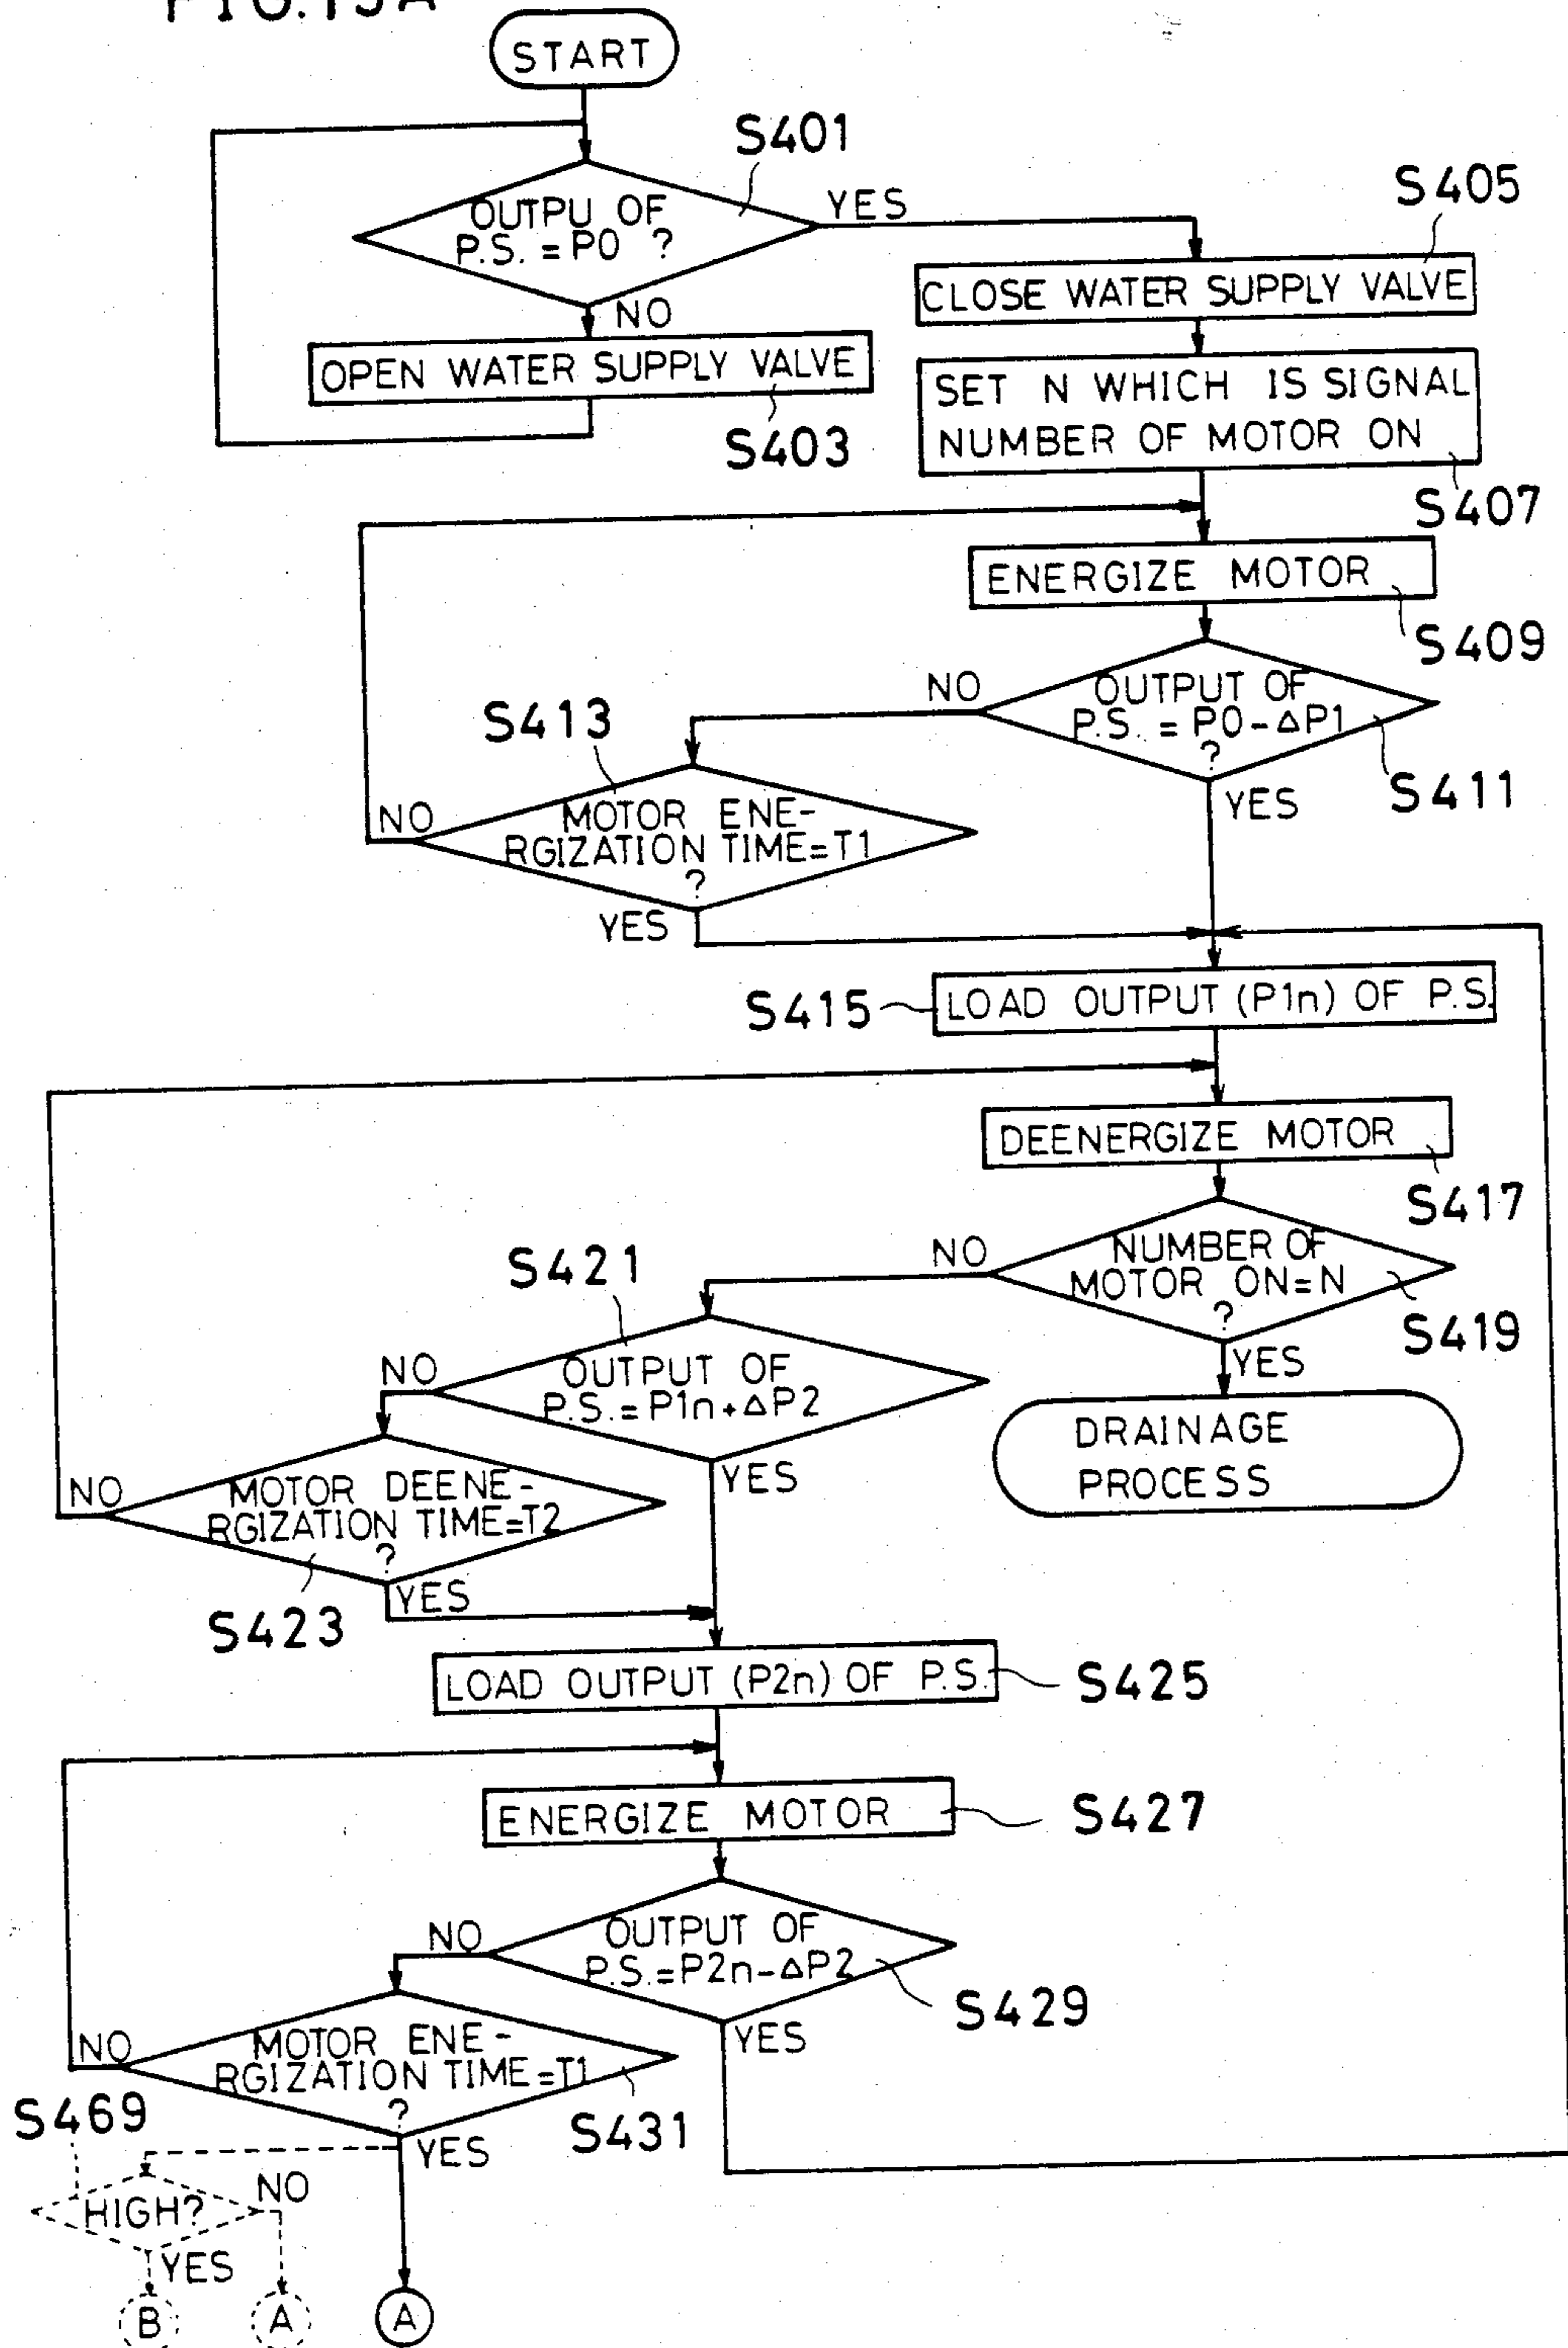 FIG.15A
START
S401
OUTPU OF
P.S. = P0 ?
YES
NO
S405
CLOSE WATER SUPPLY VALVE
OPEN WATER SUPPLY VALVE
S403
SET N WHICH IS SIGNAL
NUMBER OF MOTOR ON
S407
ENERGIZE MOTOR
S409
NO
OUTPUT OF
P.S. = P0-ΔP1
?
S411
YES
S413
NO
MOTOR ENE-
RGIZATION TIME=T1
?
YES
S415
LOAD OUTPUT (P1n) OF P.S.
DEENERGIZE MOTOR
S417
NO
NUMBER OF
MOTOR ON=N
?
S419
YES
DRAINAGE
PROCESS
S421
NO
OUTPUT OF
P.S.=P1n+ΔP2
YES
NO
MOTOR DEENE-
RGIZATION TIME=T2
?
YES
S423
LOAD OUTPUT (P2n) OF P.S.
S425
ENERGIZE MOTOR
S427
NO
OUTPUT OF
P.S.=P2n-ΔP2
S429
YES
NO
MOTOR ENE-
RGIZATION TIME=T1
?
S431
YES
S469
HIGH?
NO
YES
B
A
A